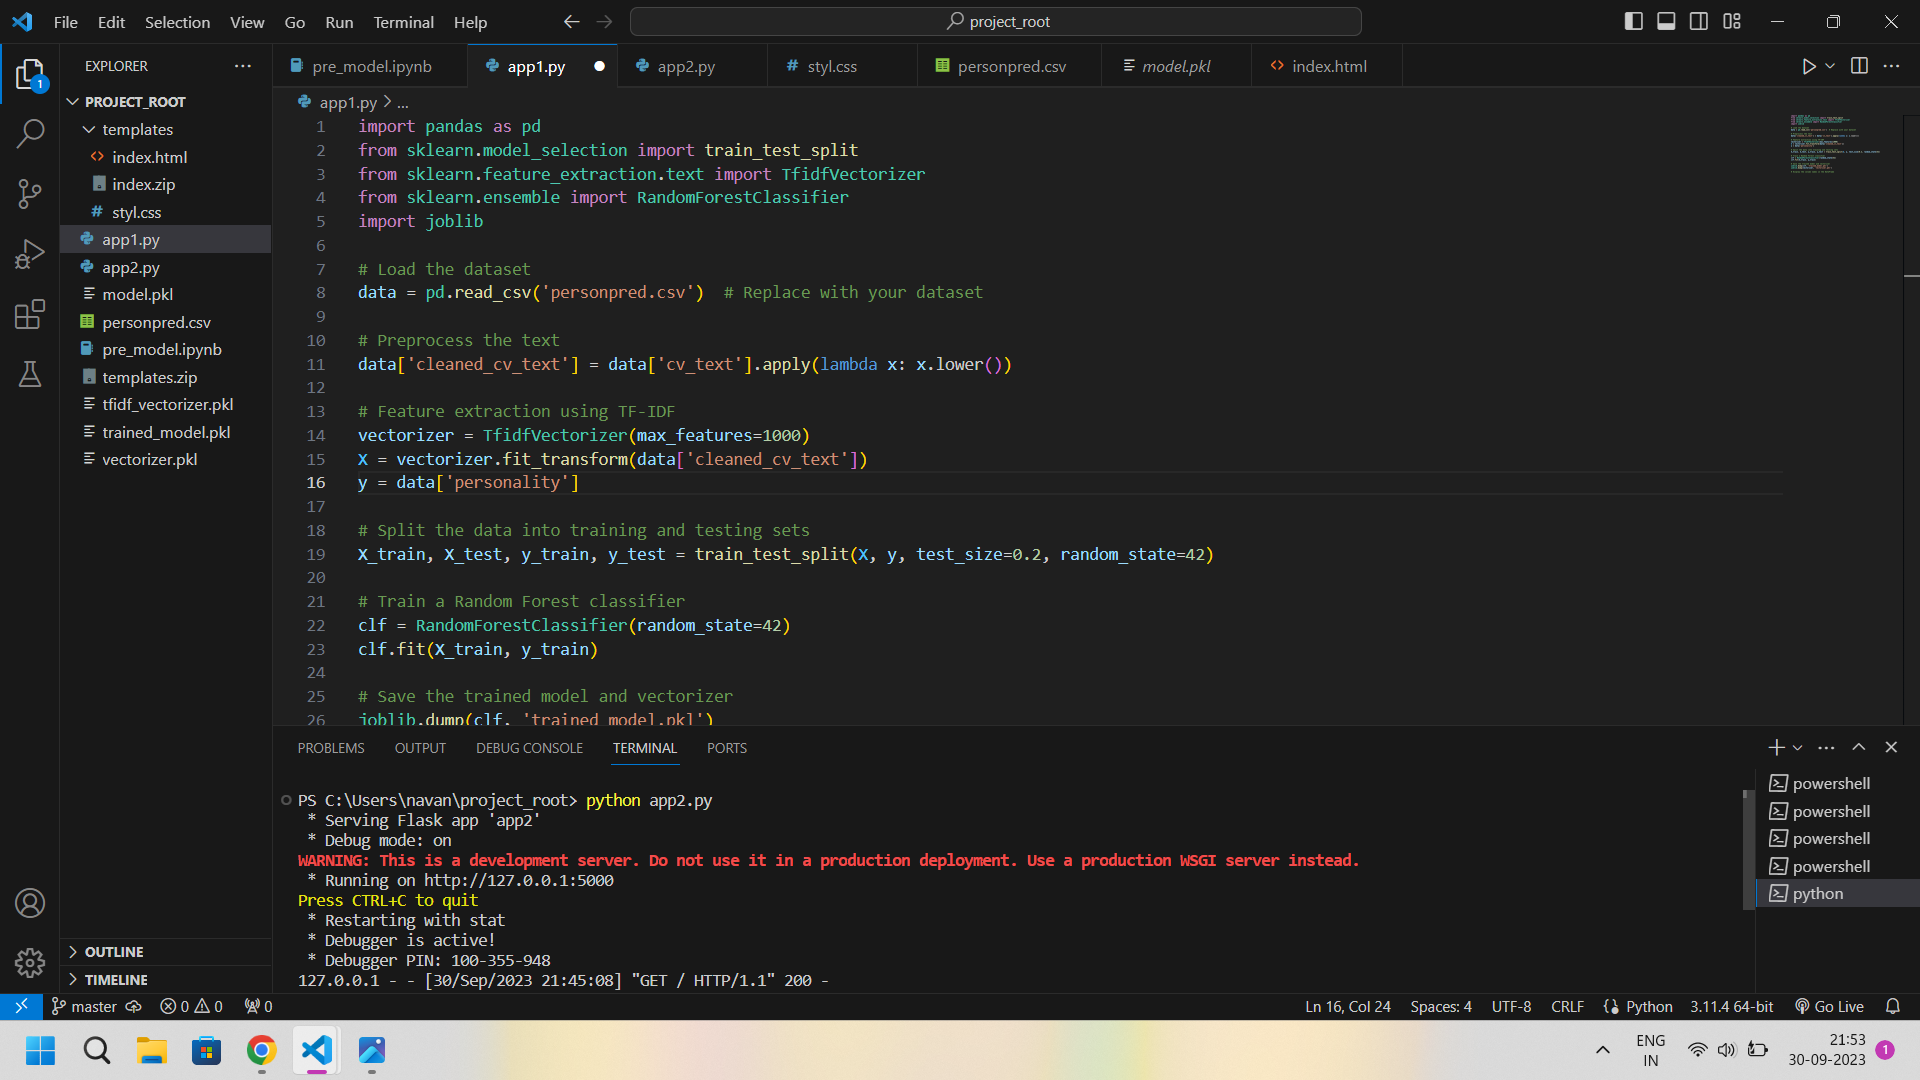 File Edit Selection View Go Run Terminal Help
project_root
EXPLORER
PROJECT_ROOT
templates
index.html
index.zip
styl.css
app1.py
app2.py
model.pkl
personpred.csv
pre_model.ipynb
templates.zip
tfidf_vectorizer.pkl
trained_model.pkl
vectorizer.pkl
OUTLINE
TIMELINE
1
pre_model.ipynb app1.py app2.py styl.css personpred.csv model.pkl index.html
app1.py > ...
1 import pandas as pd
2 from sklearn.model_selection import train_test_split
3 from sklearn.feature_extraction.text import TfidfVectorizer
4 from sklearn.ensemble import RandomForestClassifier
5 import joblib
6
7 # Load the dataset
8 data = pd.read_csv('personpred.csv')  # Replace with your dataset
9
10 # Preprocess the text
11 data['cleaned_cv_text'] = data['cv_text'].apply(lambda x: x.lower())
12
13 # Feature extraction using TF-IDF
14 vectorizer = TfidfVectorizer(max_features=1000)
15 X = vectorizer.fit_transform(data['cleaned_cv_text'])
16 y = data['personality']
17
18 # Split the data into training and testing sets
19 X_train, X_test, y_train, y_test = train_test_split(X, y, test_size=0.2, random_state=42)
20
21 # Train a Random Forest classifier
22 clf = RandomForestClassifier(random_state=42)
23 clf.fit(X_train, y_train)
24
25 # Save the trained model and vectorizer
26 joblib.dump(clf, 'trained_model.pkl')
PROBLEMS OUTPUT DEBUG CONSOLE TERMINAL PORTS
PS C:\Users\navan\project_root> python app2.py
* Serving Flask app 'app2'
* Debug mode: on
WARNING: This is a development server. Do not use it in a production deployment. Use a production WSGI server instead.
* Running on http://127.0.0.1:5000
Press CTRL+C to quit
* Restarting with stat
* Debugger is active!
* Debugger PIN: 100-355-948
127.0.0.1 - - [30/Sep/2023 21:45:08] "GET / HTTP/1.1" 200 -
powershell
powershell
powershell
powershell
python
master 0 0 0 Ln 16, Col 24 Spaces: 4 UTF-8 CRLF Python 3.11.4 64-bit Go Live
ENG
IN
21:53
30-09-2023
1